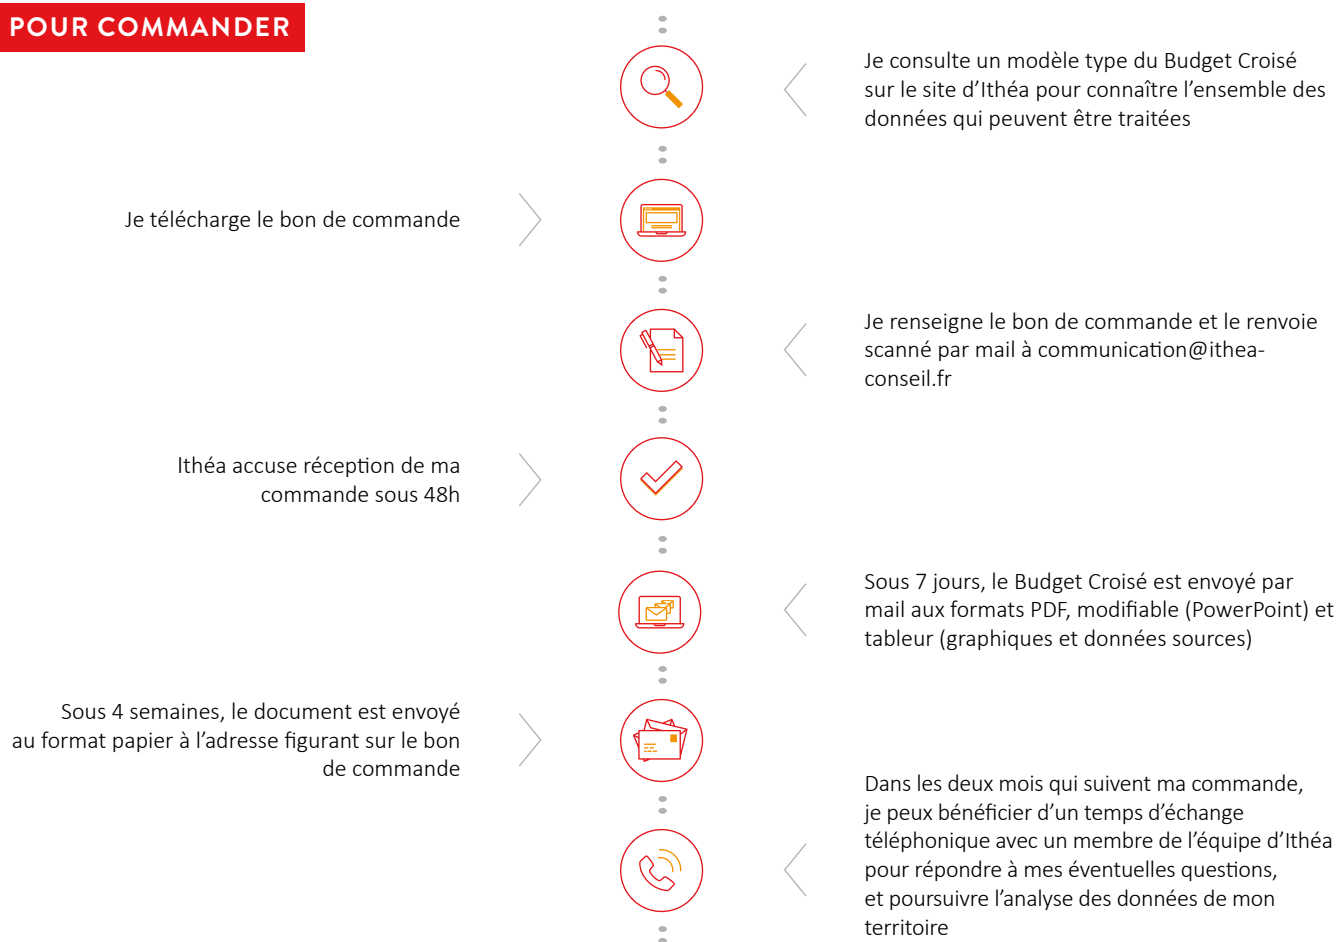 POUR COMMANDER
Je consulte un modèle type du Budget Croisé
sur le site d’Ithéa pour connaître l’ensemble des
données qui peuvent être traitées
Je télécharge le bon de commande
Je renseigne le bon de commande et le renvoie
scanné par mail à communication@ithea-
conseil.fr
Ithéa accuse réception de ma
commande sous 48h
Sous 7 jours, le Budget Croisé est envoyé par
mail aux formats PDF, modifiable (PowerPoint) et
tableur (graphiques et données sources)
Sous 4 semaines, le document est envoyé
au format papier à l’adresse figurant sur le bon
de commande
Dans les deux mois qui suivent ma commande,
je peux bénéficier d’un temps d’échange
téléphonique avec un membre de l’équipe d’Ithéa
pour répondre à mes éventuelles questions,
et poursuivre l’analyse des données de mon
territoire